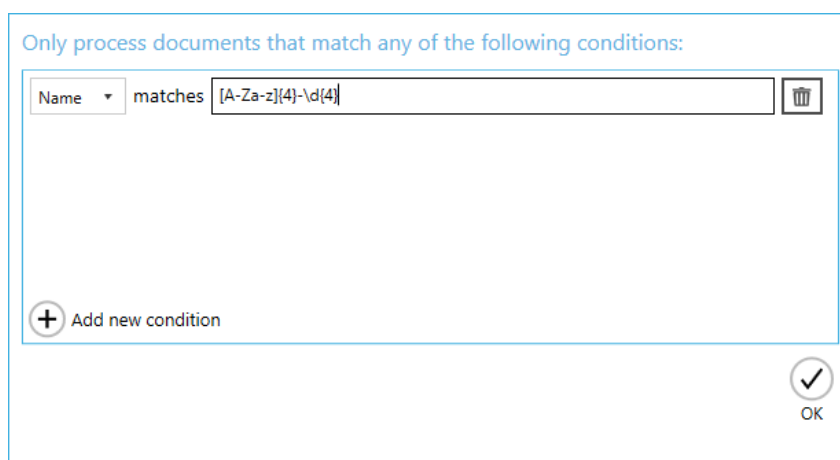 Only process documents that match any of the following conditions:
Name matches [A-Za-z]{4}-\d{4}
Add new condition
OK